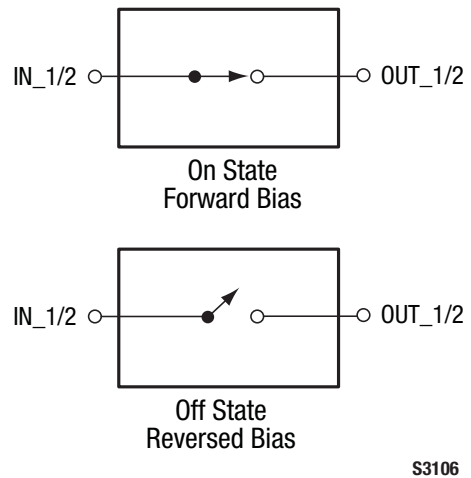 IN_1/2 OUT_1/2
On State
Forward Bias
IN_1/2 OUT_1/2
Off State
Reversed Bias
S3106